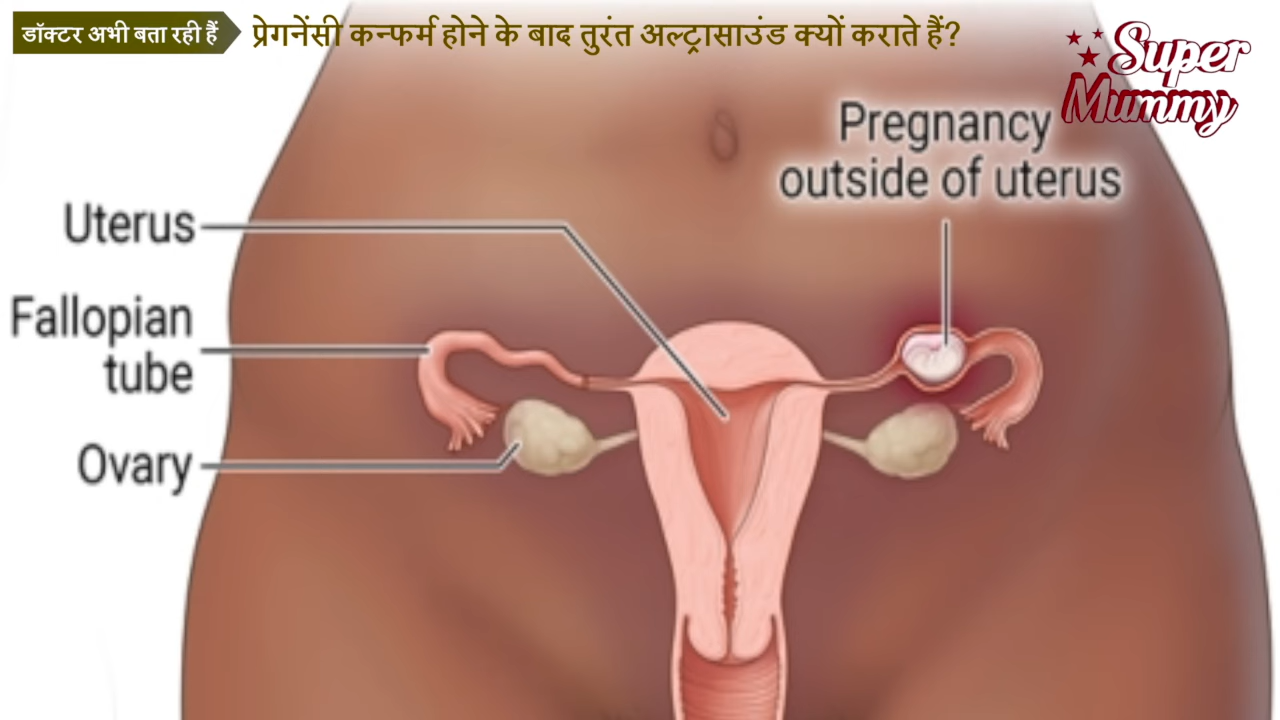 डॉक्टर अभी बता रही हैं
प्रेगनेंसी कन्फर्म होने के बाद तुरंत अल्ट्रासाउंड क्यों कराते हैं?
Super
Mummy
Pregnancy
outside of uterus
Uterus
Fallopian
tube
Ovary